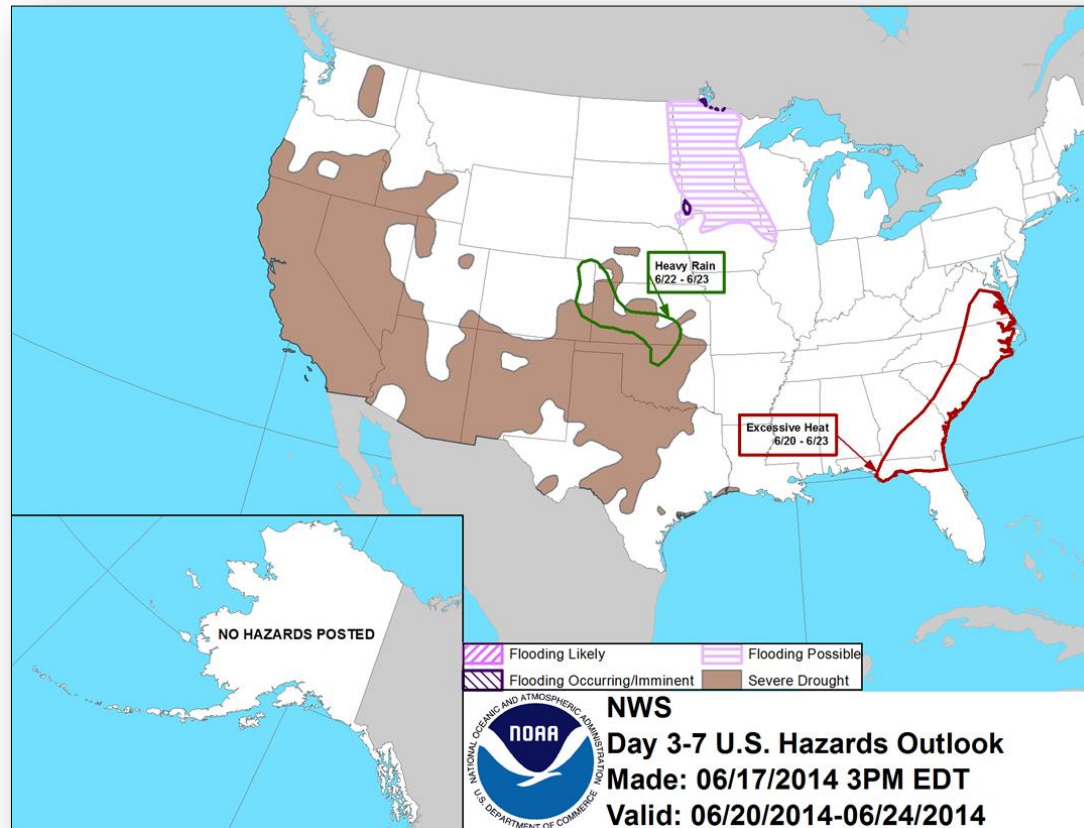 Heavy Rain
6/22 - 6/23
Excessive Heat
6/20 - 6/23
NO HAZARDS POSTED
Flooding Likely
Flooding Possible
Flooding Occurring/Imminent
Severe Drought
NATIONAL OCEANIC AND ATMOSPHERIC ADMINISTRATION
NOAA
U.S. DEPARTMENT OF COMMERCE
NWS
Day 3-7 U.S. Hazards Outlook
Made: 06/17/2014 3PM EDT
Valid: 06/20/2014-06/24/2014